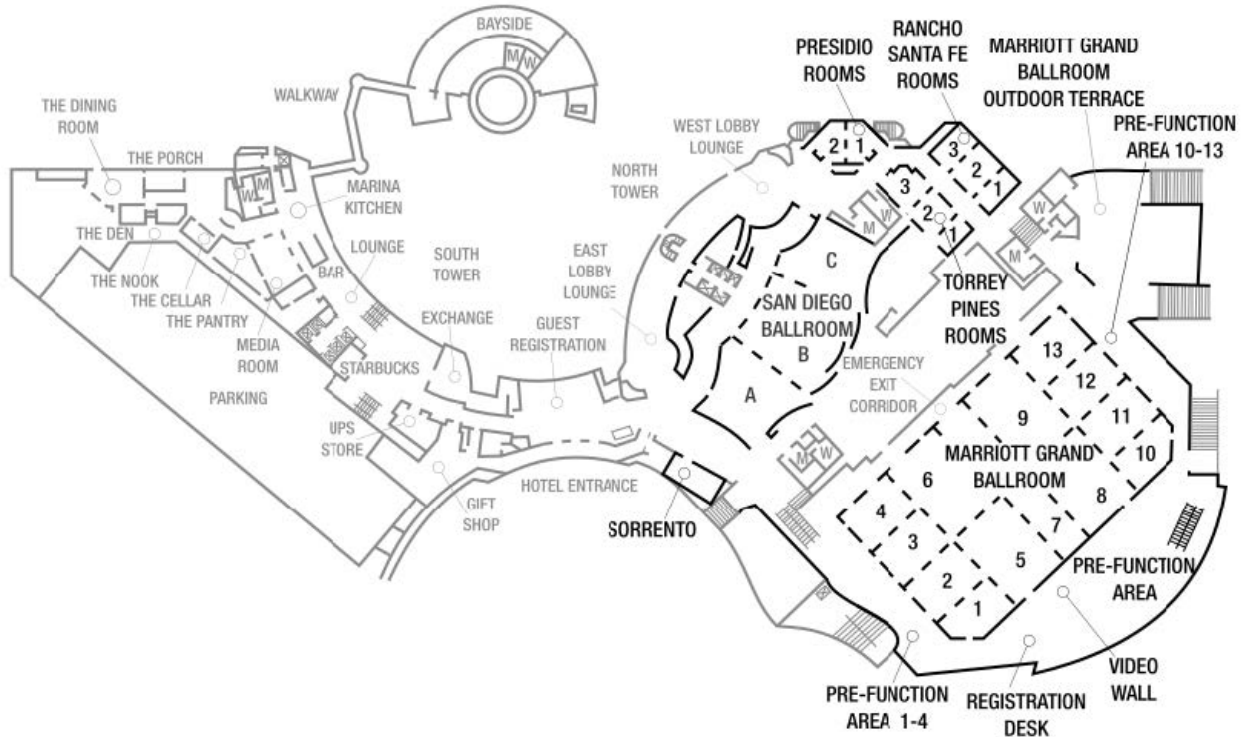 BAYSIDE
M
W
WALKWAY
THE DINING
ROOM
THE PORCH
W
M
MARINA
KITCHEN
THE DEN
THE NOOK
THE CELLAR
THE PANTRY
MEDIA
ROOM
BAR
LOUNGE
PARKING
STARBUCKS
UPS
STORE
GIFT
SHOP
SOUTH
TOWER
EXCHANGE
GUEST
REGISTRATION
HOTEL ENTRANCE
NORTH
TOWER
EAST
LOBBY
LOUNGE
WEST LOBBY
LOUNGE
PRESIDIO
ROOMS
2
1
RANCHO
SANTA FE
ROOMS
3
2
1
MARRIOTT GRAND
BALLROOM
OUTDOOR TERRACE
PRE-FUNCTION
AREA 10-13
3
2
1
TORREY
PINES
ROOMS
M
W
W
M
C
SAN DIEGO
BALLROOM
B
A
M
W
SORRENTO
EMERGENCY
EXIT
CORRIDOR
13
12
11
10
9
MARRIOTT GRAND
BALLROOM
8
7
6
5
4
3
2
1
PRE-FUNCTION
AREA
VIDEO
WALL
REGISTRATION
DESK
PRE-FUNCTION
AREA 1-4